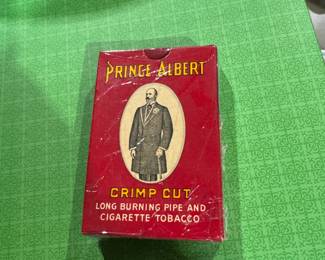 PRINCE ALBERT
CRIMP CUT
LONG BURNING PIPE AND
CIGARETTE TOBACCO